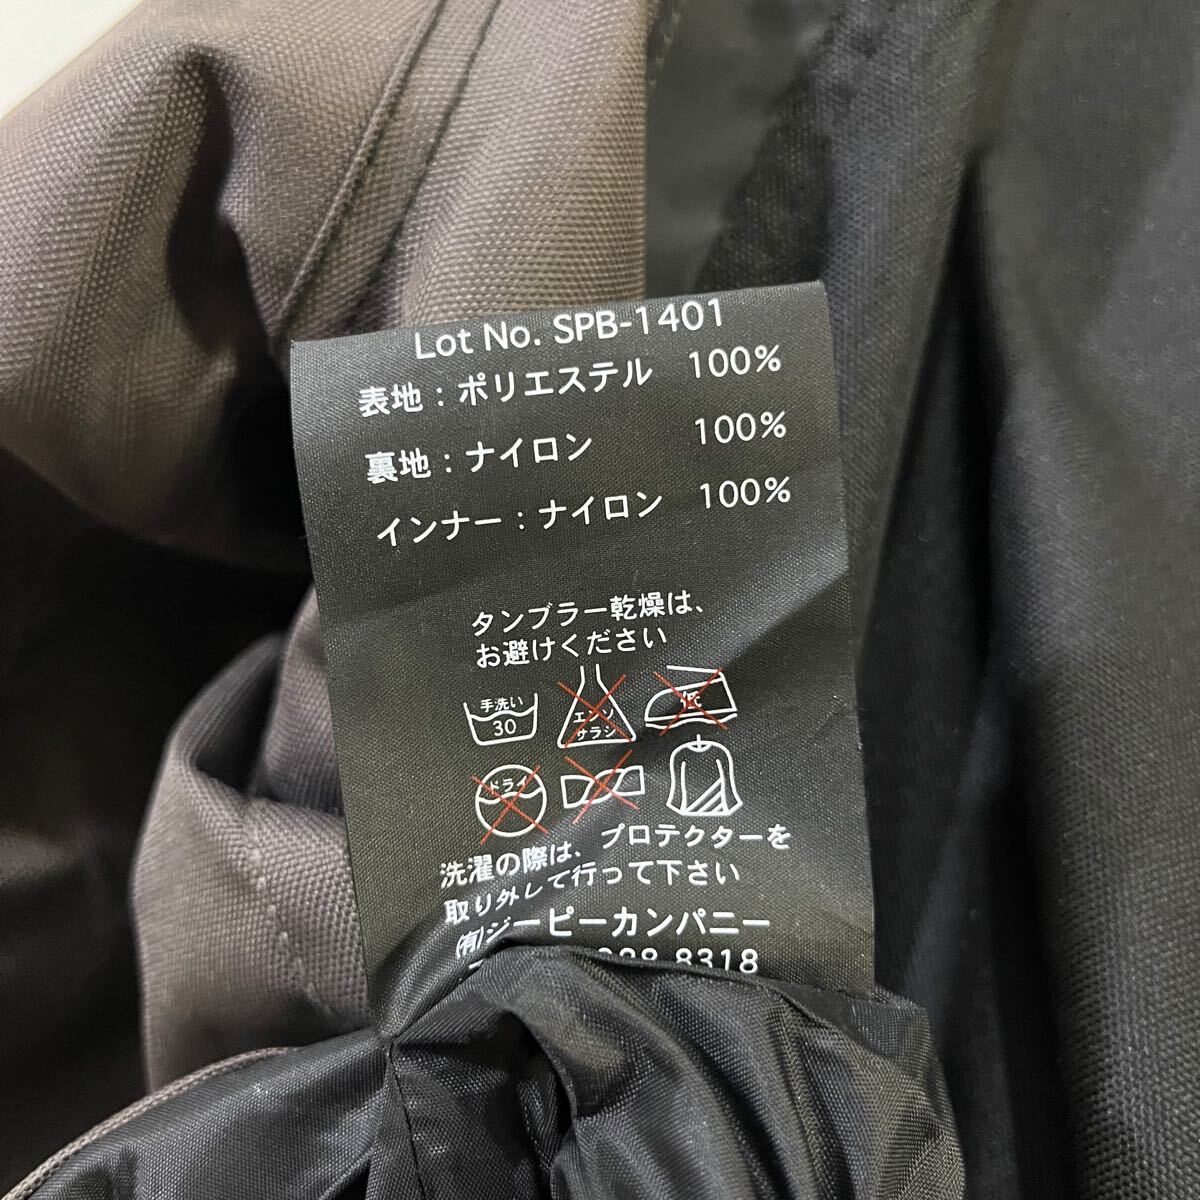 Lot No. SPB-1401
表地：ポリエステル 100%
裏地：ナイロン 100%
インナー：ナイロン 100%
タンブラー乾燥は、
お避けください
手洗い
30
エンソ
サラシ
低
ドライ
洗濯の際は、プロテクターを
取り外して行って下さい
(有)ジーピーカンパニー
8318